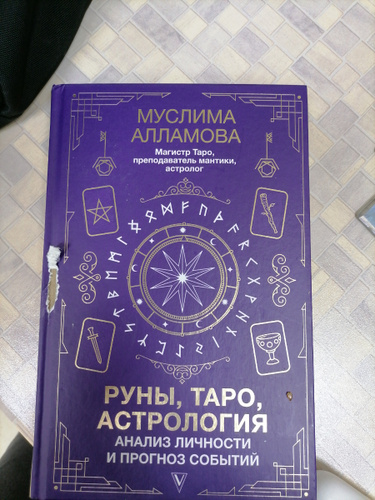 МУСЛИМА
АЛЛАМОВА
Магистр Таро,
преподаватель мантики,
астролог
РУНЫ, ТАРО,
АСТРОЛОГИЯ
АНАЛИЗ ЛИЧНОСТИ
И ПРОГНОЗ СОБЫТИЙ